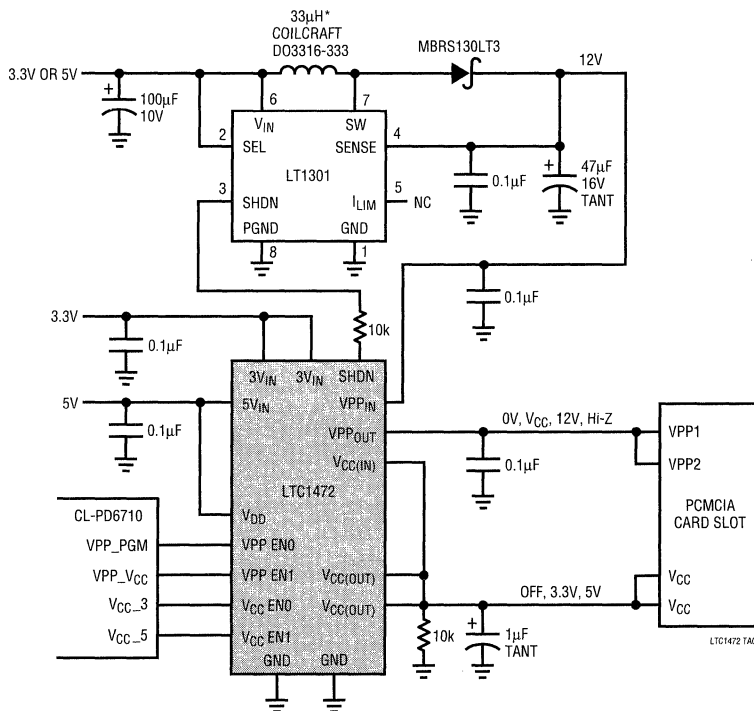 33µH*
COILCRAFT
DO3316-333
MBRS130LT3
3.3V OR 5V
12V
+
100µF
10V
6
7
VIN
SW
2
SEL
SENSE
4
LT1301
0.1µF
+
47µF
16V
TANT
3
SHDN
ILIM
5
NC
PGND
GND
8
1
0.1µF
3.3V
10k
0.1µF
3VIN
3VIN
SHDN
5V
5VIN
VPPIN
0.1µF
VPPOUT
0V, VCC, 12V, Hi-Z
VPP1
VCC(IN)
0.1µF
VPP2
LTC1472
PCMCIA
CARD SLOT
CL-PD6710
VDD
VPP_PGM
VPP EN0
VPP_VCC
VPP EN1
VCC(OUT)
VCC
OFF, 3.3V, 5V
VCC_3
VCC EN0
VCC(OUT)
VCC
VCC_5
VCC EN1
10k
+
1µF
TANT
GND
GND
LTC1472